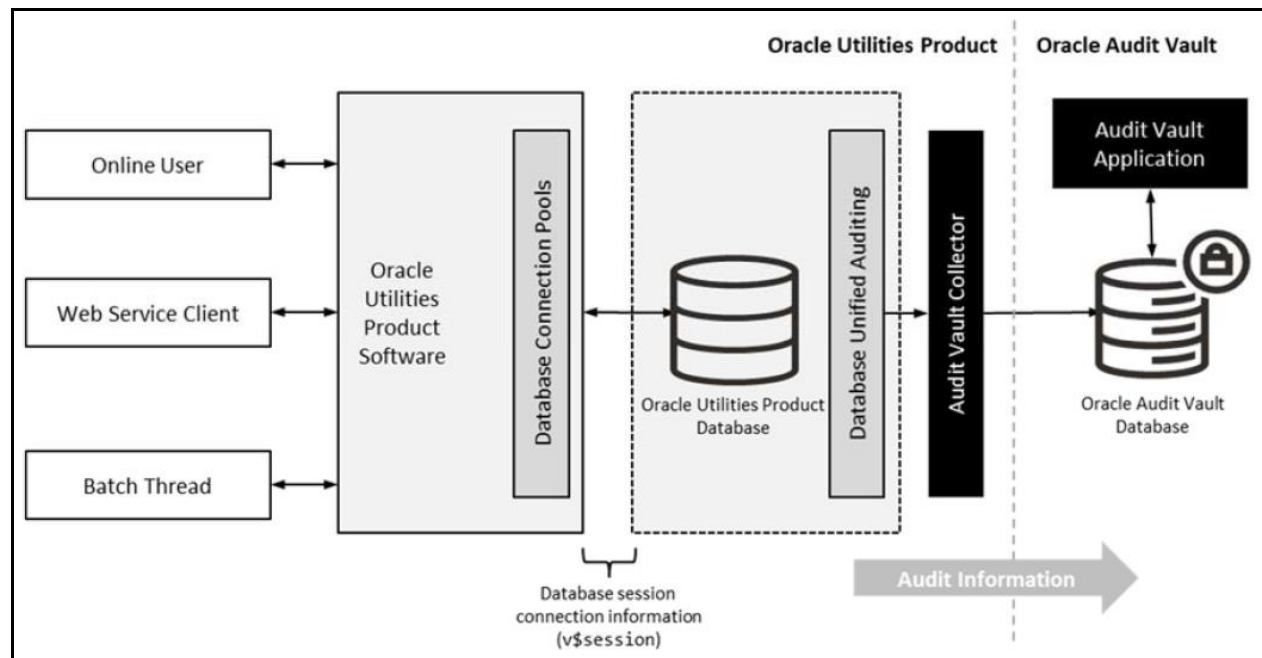 Oracle Utilities Product
Oracle Audit Vault
Online User
Web Service Client
Batch Thread
Oracle
Utilities
Product
Software
Database Connection Pools
Oracle Utilities Product
Database
Database Unified Auditing
Audit Vault Collector
Audit Vault
Application
Oracle Audit Vault
Database
Database session
connection information
(v$session)
Audit Information